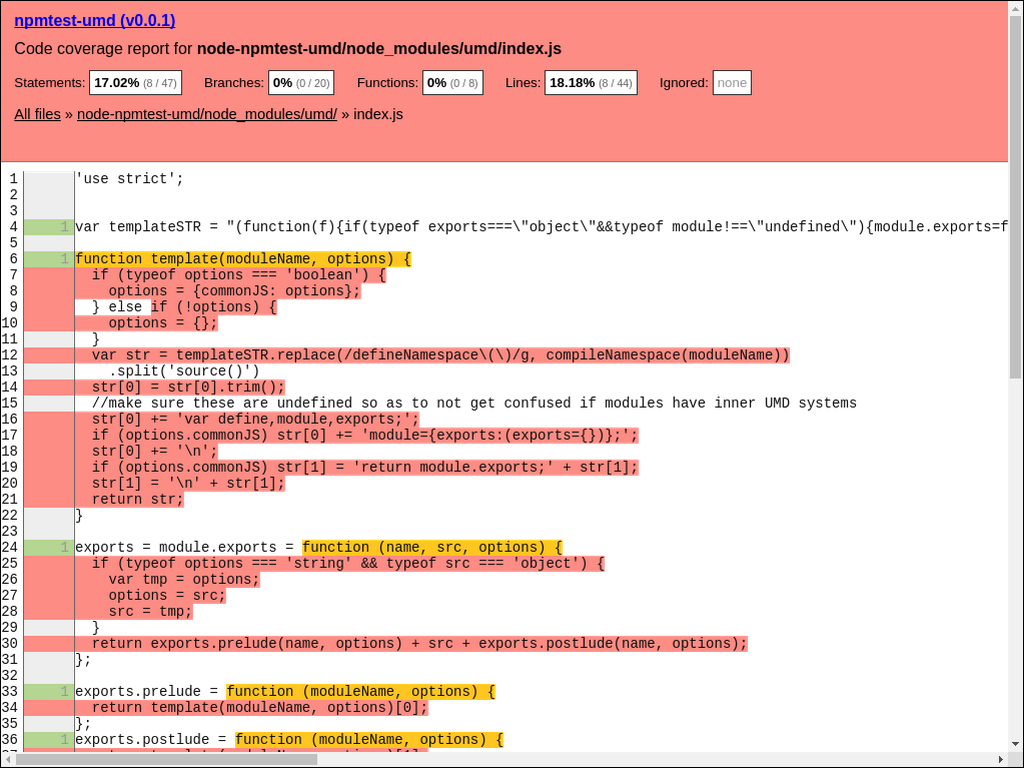 npmtest-umd (v0.0.1)
Code coverage report for node-npmtest-umd/node_modules/umd/index.js
Statements: 17.02% (8 / 47) Branches: 0% (0 / 20) Functions: 0% (0 / 8) Lines: 18.18% (8 / 44) Ignored: none
All files » node-npmtest-umd/node_modules/umd/ » index.js
1 'use strict';
2
3
4 1 var templateSTR = "(function(f){if(typeof exports===\"object\"&&typeof module!==\"undefined\"){module.exports=f
5
6 1 function template(moduleName, options) {
7 if (typeof options === 'boolean') {
8 options = {commonJS: options};
9 } else if (!options) {
10 options = {};
11 }
12 var str = templateSTR.replace(/defineNamespace\(\)/g, compileNamespace(moduleName))
13 .split('source()')
14 str[0] = str[0].trim();
15 //make sure these are undefined so as to not get confused if modules have inner UMD systems
16 str[0] += 'var define,module,exports;';
17 if (options.commonJS) str[0] += 'module={exports:(exports={})};';
18 str[0] += '\n';
19 if (options.commonJS) str[1] = 'return module.exports;' + str[1];
20 str[1] = '\n' + str[1];
21 return str;
22 }
23
24 1 exports = module.exports = function (name, src, options) {
25 if (typeof options === 'string' && typeof src === 'object') {
26 var tmp = options;
27 options = src;
28 src = tmp;
29 }
30 return exports.prelude(name, options) + src + exports.postlude(name, options);
31 };
32
33 1 exports.prelude = function (moduleName, options) {
34 return template(moduleName, options)[0];
35 };
36 1 exports.postlude = function (moduleName, options) {